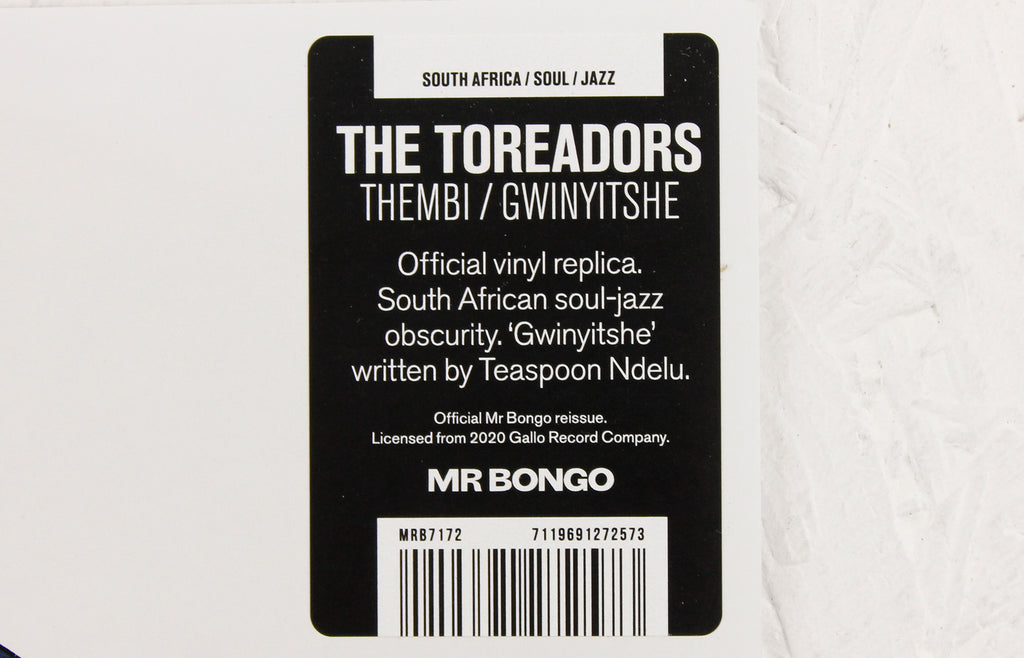 SOUTH AFRICA / SOUL / JAZZ
THE TOREADORS
THEMBI / GWINYITSHE
Official vinyl replica.
South African soul-jazz
obscurity. ‘Gwinyitshe’
written by Teaspoon Ndelu.
Official Mr Bongo reissue.
Licensed from 2020 Gallo Record Company.
MR BONGO
MRB7172 7119691272573